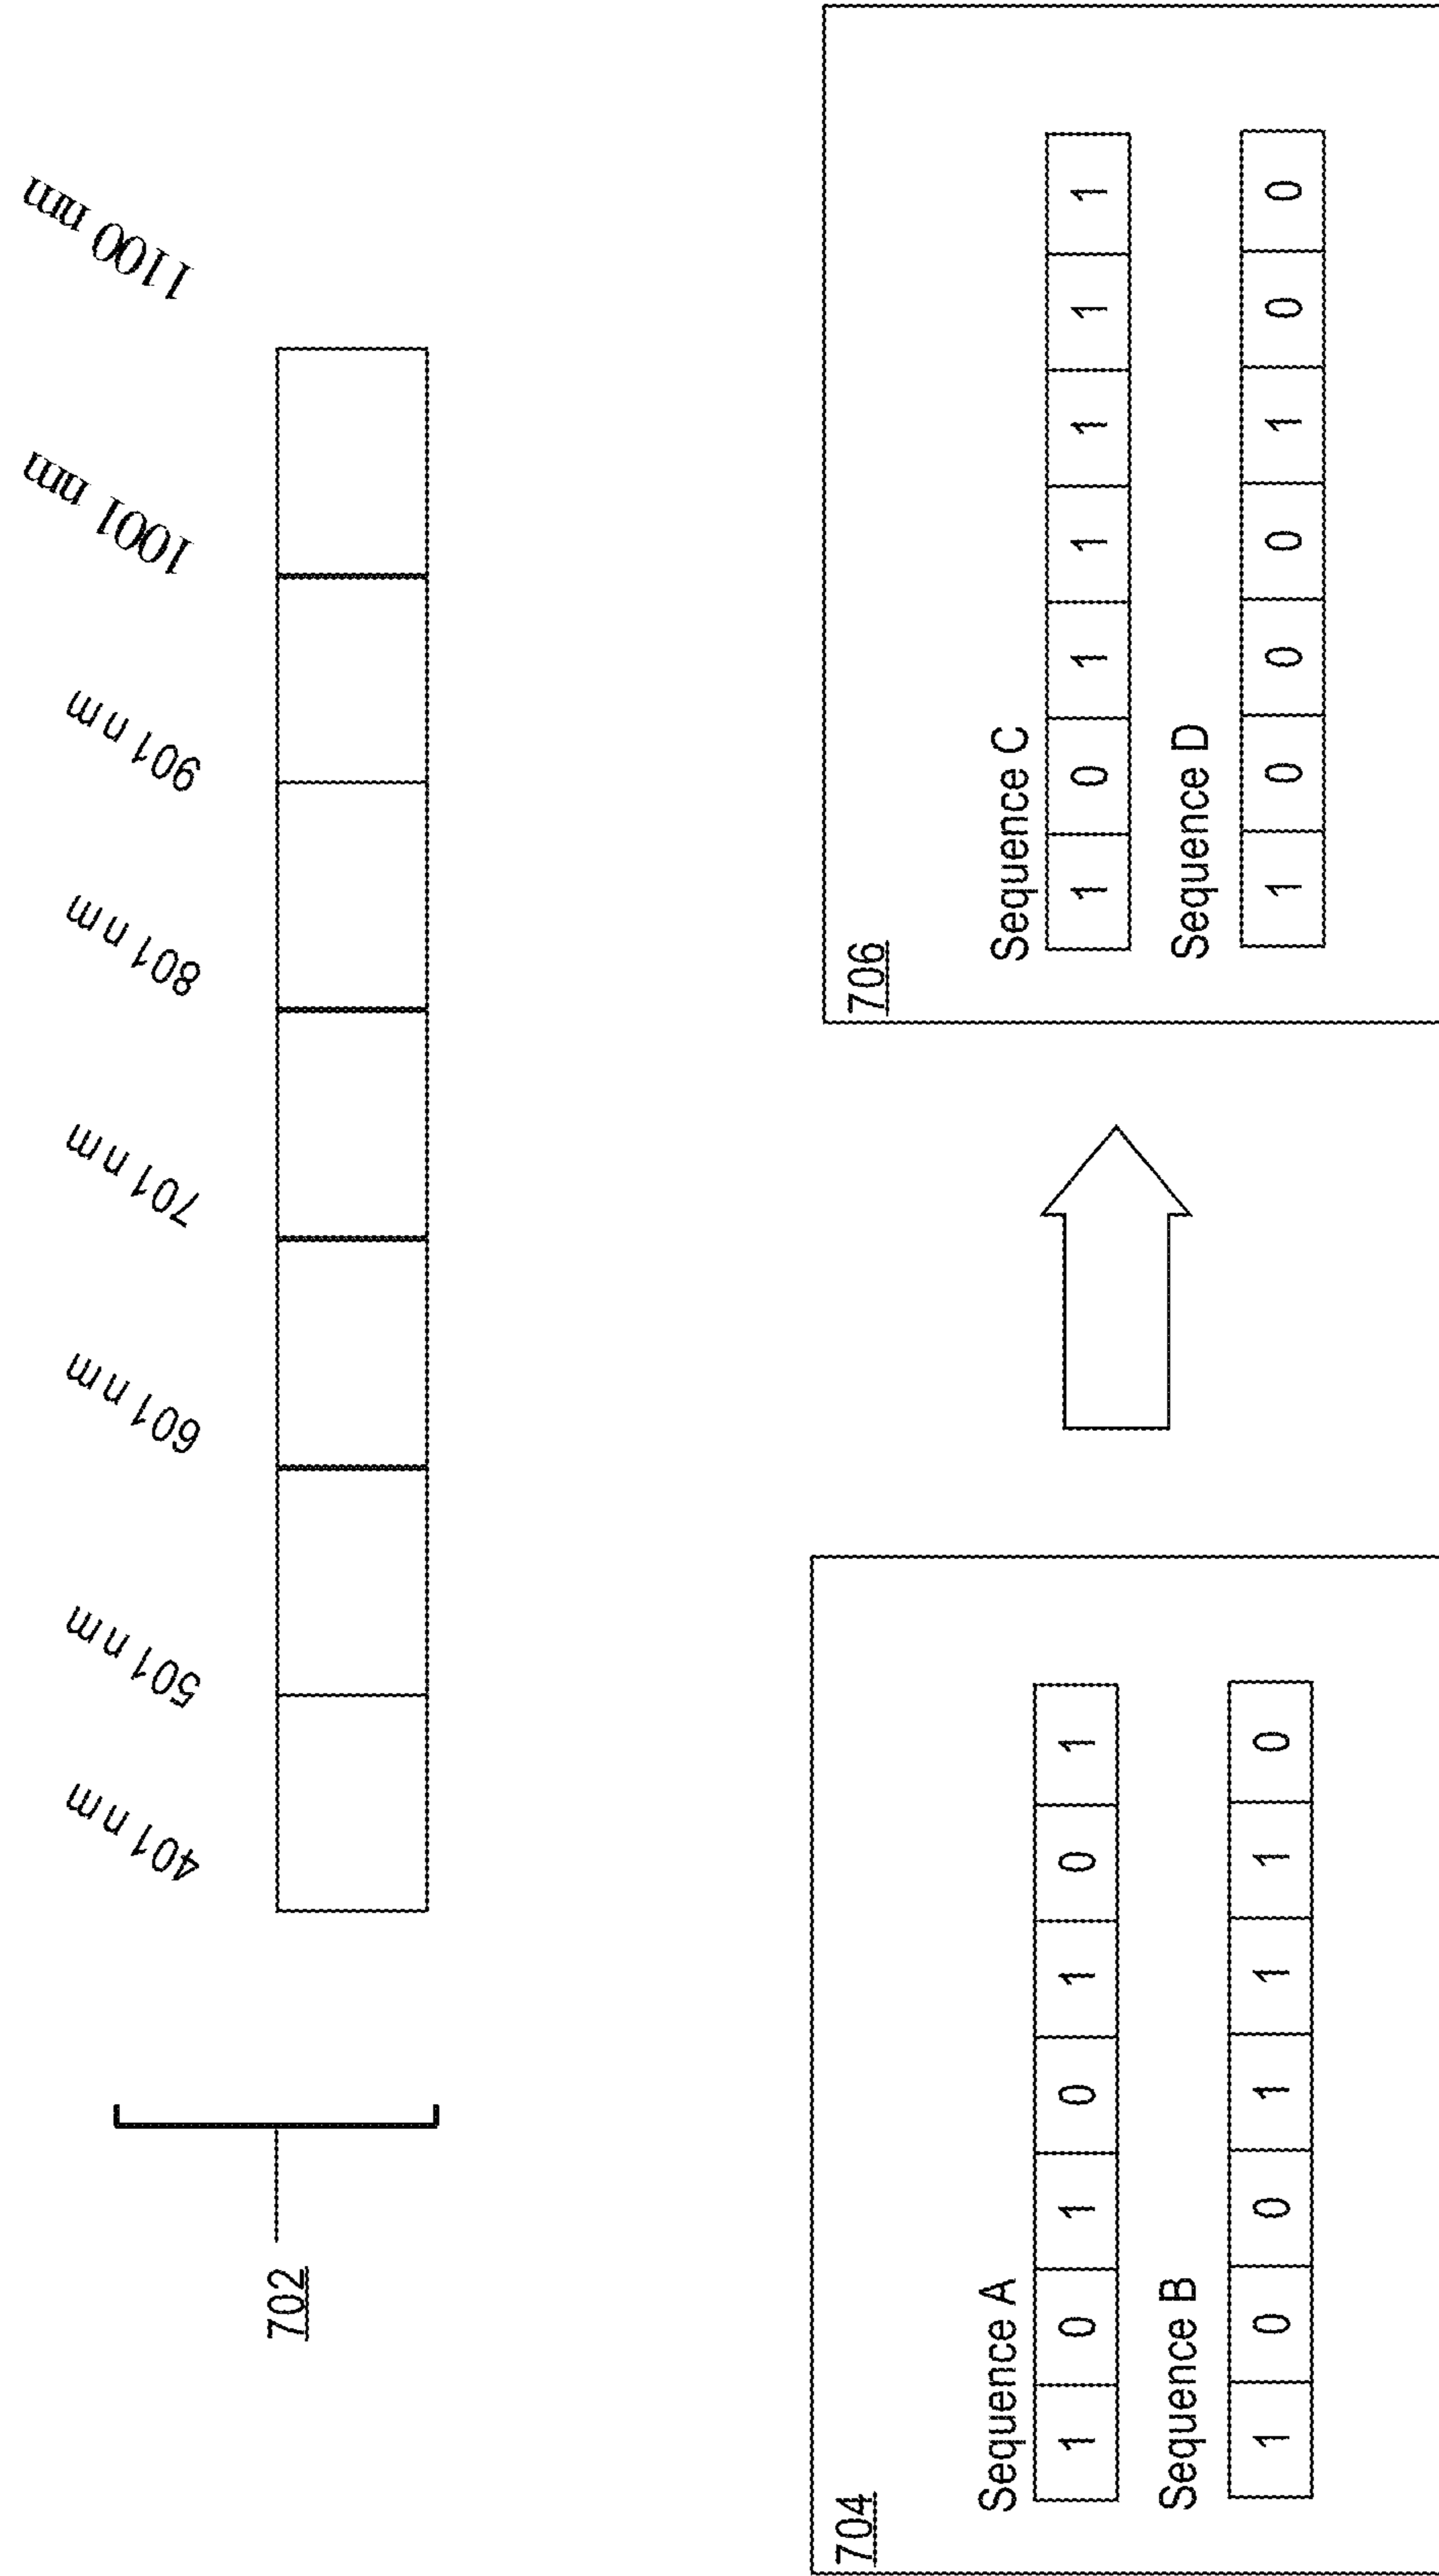 401 nm 501 nm 601 nm 701 nm 801 nm 901 nm 1001 nm 1100 nm
702
704
Sequence A
1 0 1 0 1 0 1
Sequence B
1 0 0 1 1 1 0
706
Sequence C
1 0 1 1 1 1 1
Sequence D
1 0 0 0 1 0 0